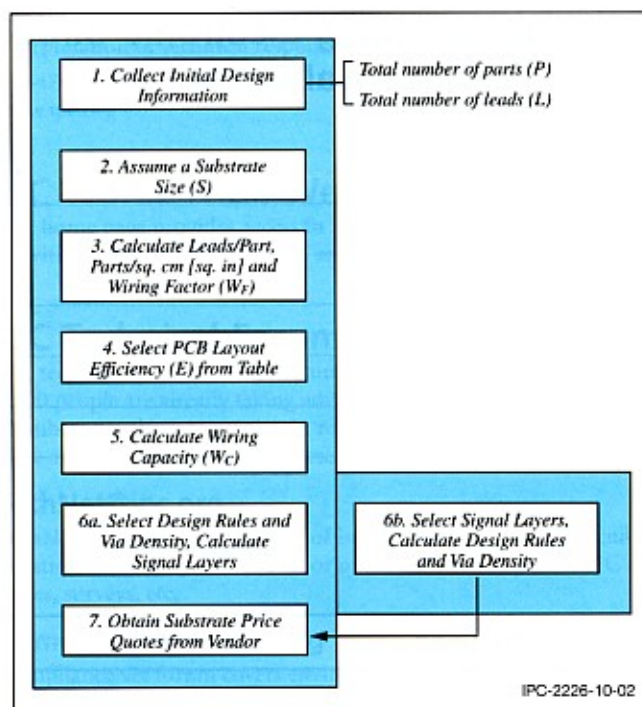 1. Collect Initial Design
Information
Total number of parts (P)
Total number of leads (L)
2. Assume a Substrate
Size (S)
3. Calculate Leads/Part,
Parts/sq. cm [sq. in] and
Wiring Factor (WF)
4. Select PCB Layout
Efficiency (E) from Table
5. Calculate Wiring
Capacity (WC)
6a. Select Design Rules and
Via Density, Calculate
Signal Layers
6b. Select Signal Layers,
Calculate Design Rules
and Via Density
7. Obtain Substrate Price
Quotes from Vendor
IPC-2226-10-02